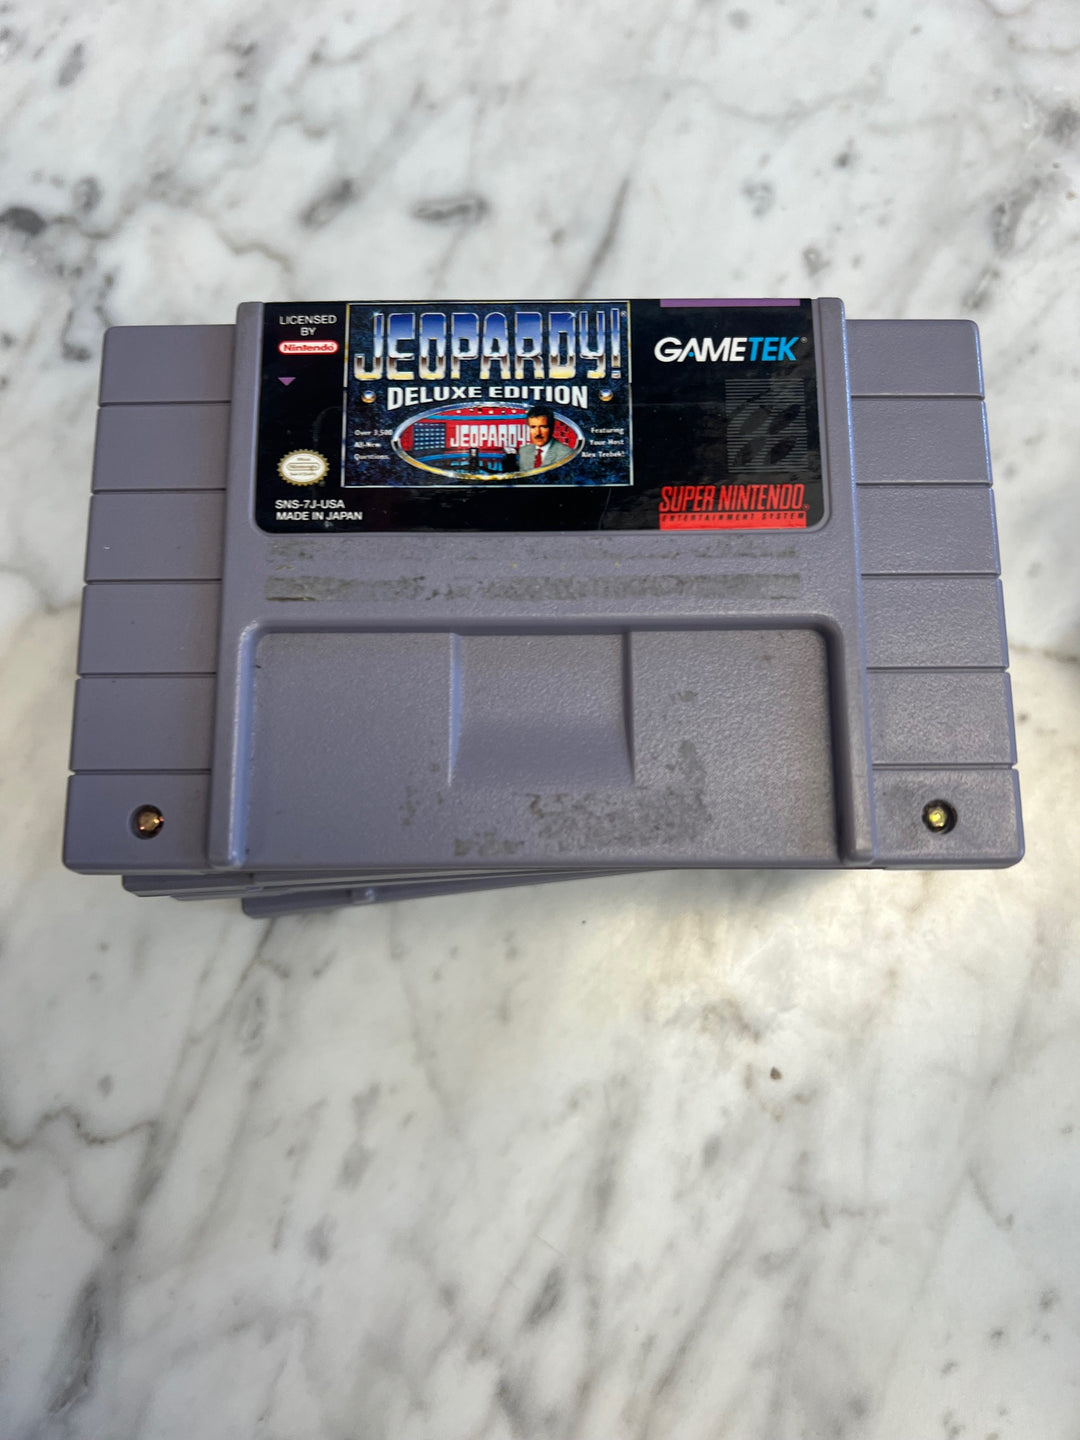 LICENSED
BY
Nintendo
JEOPARDY!
DELUXE EDITION
Over 3,500
All-New
Questions.
JEOPARDY!
Featuring
Your Host
Alex Trebek!
GAMETEK
SNS-7J-USA
MADE IN JAPAN
SUPER NINTENDO
ENTERTAINMENT SYSTEM